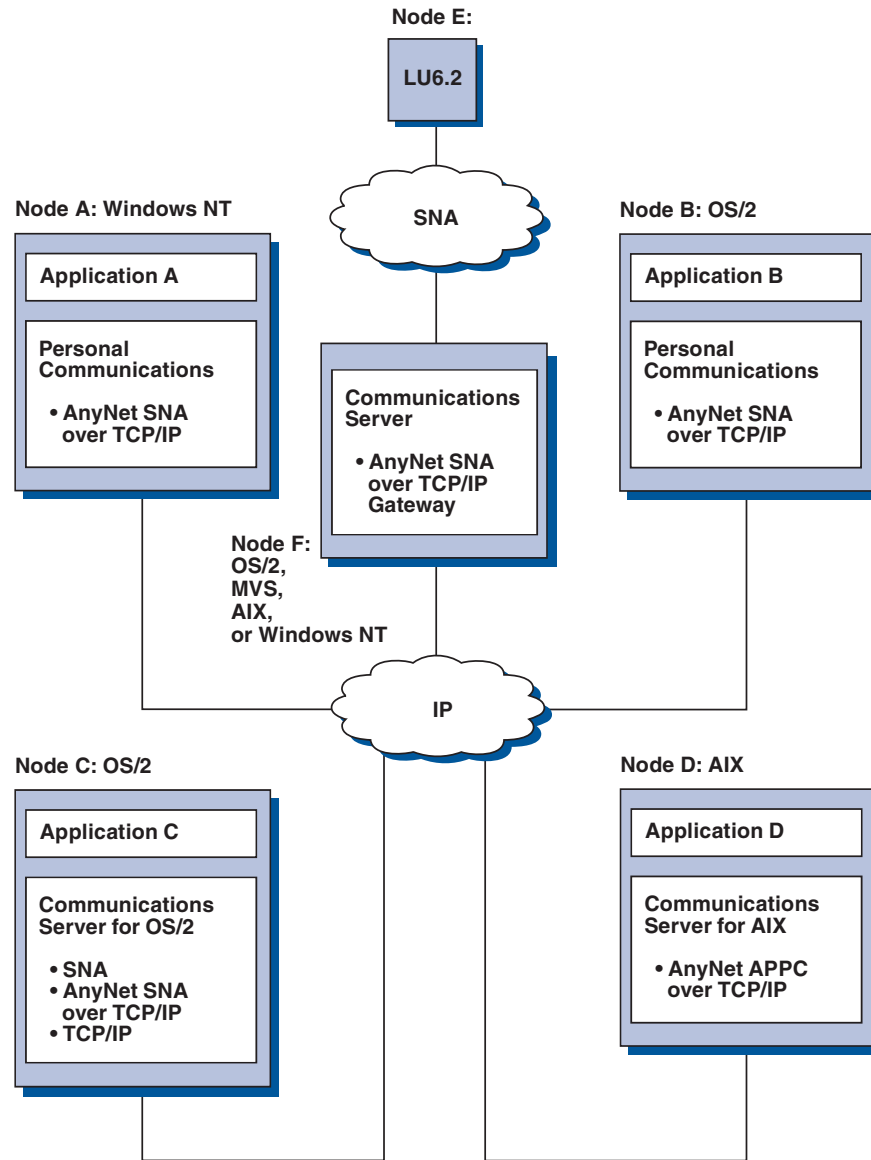 Node E:
LU6.2
SNA
Node A: Windows NT
Application A
Personal
Communications
• AnyNet SNA
over TCP/IP
Node B: OS/2
Application B
Personal
Communications
• AnyNet SNA
over TCP/IP
Communications
Server
• AnyNet SNA
over TCP/IP
Gateway
Node F:
OS/2,
MVS,
AIX,
or Windows NT
IP
Node C: OS/2
Application C
Communications
Server for OS/2
• SNA
• AnyNet SNA
over TCP/IP
• TCP/IP
Node D: AIX
Application D
Communications
Server for AIX
• AnyNet APPC
over TCP/IP